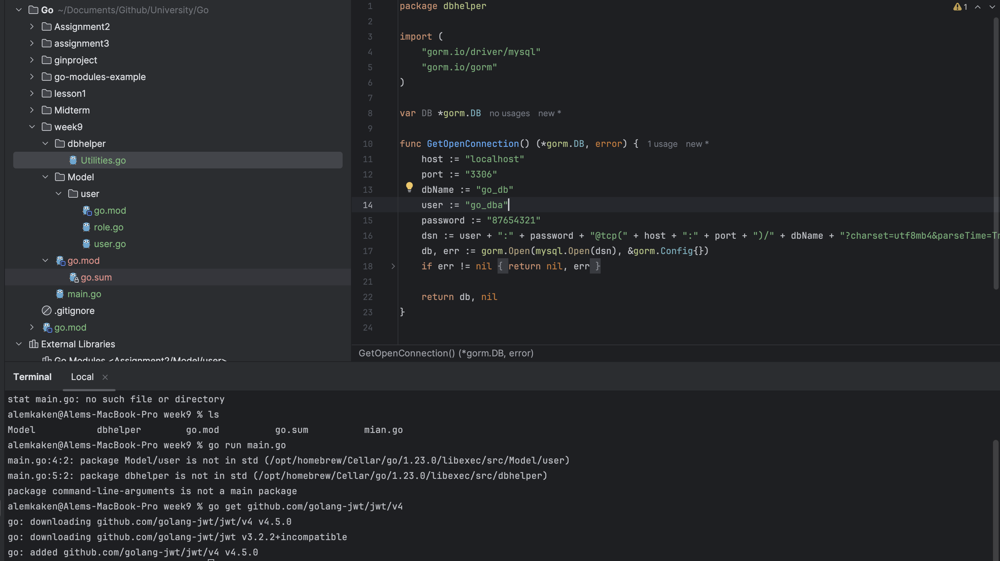 Go ~/Documents/Github/University/Go
Assignment2
assignment3
ginproject
go-modules-example
lesson1
Midterm
week9
dbhelper
Utilities.go
Model
user
go.mod
role.go
user.go
go.mod
go.sum
main.go
.gitignore
go.mod
External Libraries
Go Modules <Assignment2/Model/user>
1 package dbhelper
1
2
3 import (
4 "gorm.io/driver/mysql"
5 "gorm.io/gorm"
6 )
7
8 var DB *gorm.DB no usages new *
9
10 func GetOpenConnection() (*gorm.DB, error) { 1 usage new *
11 host := "localhost"
12 port := "3306"
13 dbName := "go_db"
14 user := "go_dba"
15 password := "87654321"
16 dsn := user + ":" + password + "@tcp(" + host + ":" + port + ")/" + dbName + "?charset=utf8mb4&parseTime=Tr
17 db, err := gorm.Open(mysql.Open(dsn), &gorm.Config{})
18 if err != nil { return nil, err }
21
22 return db, nil
23 }
24
GetOpenConnection() (*gorm.DB, error)
Terminal Local
stat main.go: no such file or directory
alemkaken@Alems-MacBook-Pro week9 % ls
Model dbhelper go.mod go.sum mian.go
alemkaken@Alems-MacBook-Pro week9 % go run main.go
main.go:4:2: package Model/user is not in std (/opt/homebrew/Cellar/go/1.23.0/libexec/src/Model/user)
main.go:5:2: package dbhelper is not in std (/opt/homebrew/Cellar/go/1.23.0/libexec/src/dbhelper)
package command-line-arguments is not a main package
alemkaken@Alems-MacBook-Pro week9 % go get github.com/golang-jwt/jwt/v4
go: downloading github.com/golang-jwt/jwt/v4 v4.5.0
go: downloading github.com/golang-jwt/jwt v3.2.2+incompatible
go: added github.com/golang-jwt/jwt/v4 v4.5.0